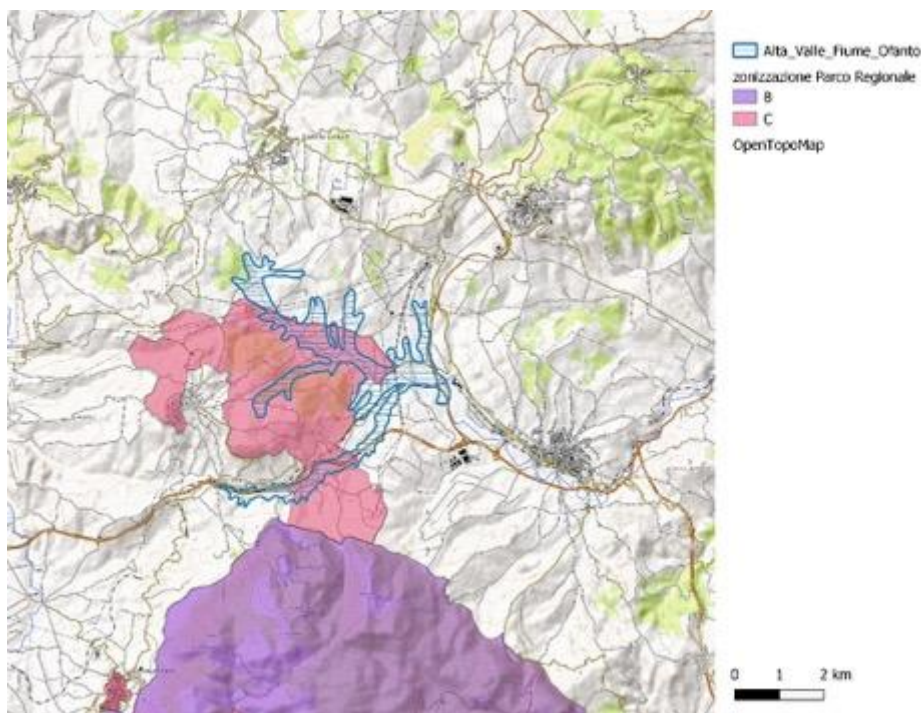 Alta_Valle_Fiume_Ofanto
zonizzazione Parco Regionale
B
C
OpenTopoMap
0 1 2 km